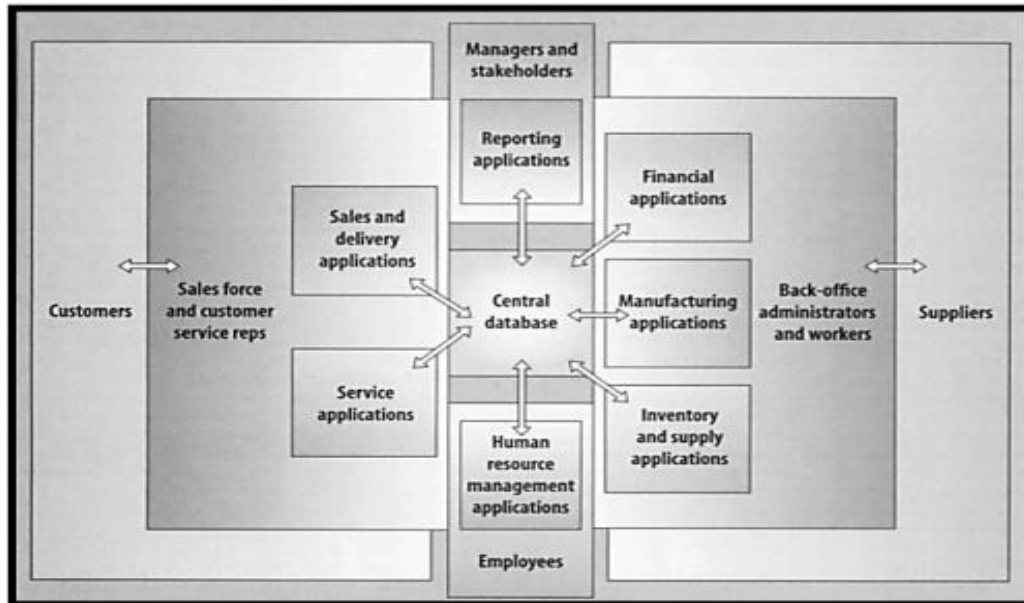 Managers and
stakeholders
Reporting
applications
Financial
applications
Sales and
delivery
applications
Customers
Sales force
and customer
service reps
Central
database
Manufacturing
applications
Back-office
administrators
and workers
Suppliers
Service
applications
Inventory
and supply
applications
Human
resource
management
applications
Employees